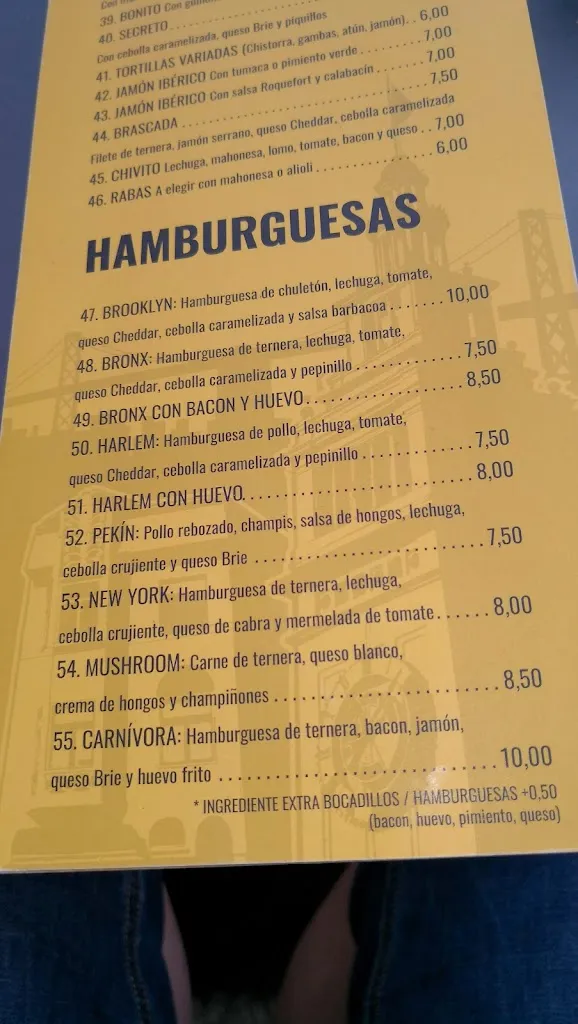 39. BONITO Con
40. SECRETO
Con cebolla caramelizada, queso Brie y piquillos
41. TORTILLAS VARIADAS (Chistorra, gambas, atún, jamón). . 6,00
42. JAMÓN IBÉRICO Con tumaca o pimiento verde . . . . . . . . . 7,00
43. JAMÓN IBÉRICO Con salsa Roquefort y calabacín . . . . . . . . 7,00
44. BRASCADA . . . . . . . . . . . . . . . . . . . . . . . . . . . . . . 7,50
Filete de ternera, jamón serrano, queso Cheddar, cebolla caramelizada
45. CHIVITO Lechuga, mahonesa, lomo, tomate, bacon y queso . . 7,00
46. RABAS A elegir con mahonesa o alioli . . . . . . . . . . . . . . . . 6,00
HAMBURGUESAS
47. BROOKLYN: Hamburguesa de chuletón, lechuga, tomate,
queso Cheddar, cebolla caramelizada y salsa barbacoa . . . . . . . 10,00
48. BRONX: Hamburguesa de ternera, lechuga, tomate,
queso Cheddar, cebolla caramelizada y pepinillo . . . . . . . . . . . . 7,50
49. BRONX CON BACON Y HUEVO. . . . . . . . . . . . . . . . . . . 8,50
50. HARLEM: Hamburguesa de pollo, lechuga, tomate,
queso Cheddar, cebolla caramelizada y pepinillo . . . . . . . . . . . . 7,50
51. HARLEM CON HUEVO. . . . . . . . . . . . . . . . . . . . . . . . . 8,00
52. PEKÍN: Pollo rebozado, champis, salsa de hongos, lechuga,
cebolla crujiente y queso Brie . . . . . . . . . . . . . . . . . . . . . . . . . 7,50
53. NEW YORK: Hamburguesa de ternera, lechuga,
cebolla crujiente, queso de cabra y mermelada de tomate. . . . . . 8,00
54. MUSHROOM: Carne de ternera, queso blanco,
crema de hongos y champiñones . . . . . . . . . . . . . . . . . . . . . . . 8,50
55. CARNÍVORA: Hamburguesa de ternera, bacon, jamón,
queso Brie y huevo frito . . . . . . . . . . . . . . . . . . . . . . . . . . . . 10,00
* INGREDIENTE EXTRA BOCADILLOS / HAMBURGUESAS +0,50
(bacon, huevo, pimiento, queso)